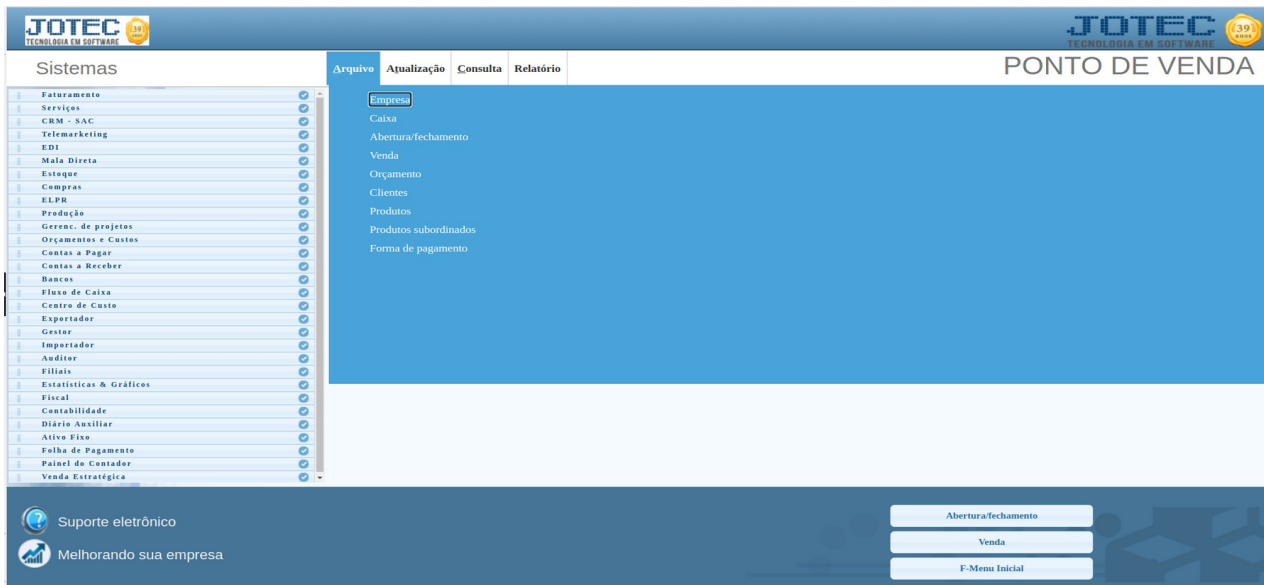 JOTEC 39
TECNOLOGIA EM SOFTWARE
JOTEC 39 ANOS
TECNOLOGIA EM SOFTWARE
Sistemas
Arquivo Atualização Consulta Relatório
PONTO DE VENDA
Faturamento
Serviços
CRM - SAC
Telemarketing
EDI
Mala Direta
Estoque
Compras
ELPR
Produção
Gerenc. de projetos
Orçamentos e Custos
Contas a Pagar
Contas a Receber
Bancos
Fluxo de Caixa
Centro de Custo
Exportador
Gestor
Importador
Auditor
Filiais
Estatísticas & Gráficos
Fiscal
Contabilidade
Diário Auxiliar
Ativo Fixo
Folha de Pagamento
Painel do Contador
Venda Estratégica
Empresa
Caixa
Abertura/fechamento
Venda
Orçamento
Clientes
Produtos
Produtos subordinados
Forma de pagamento
Suporte eletrônico
Melhorando sua empresa
Abertura/fechamento
Venda
F-Menu Inicial